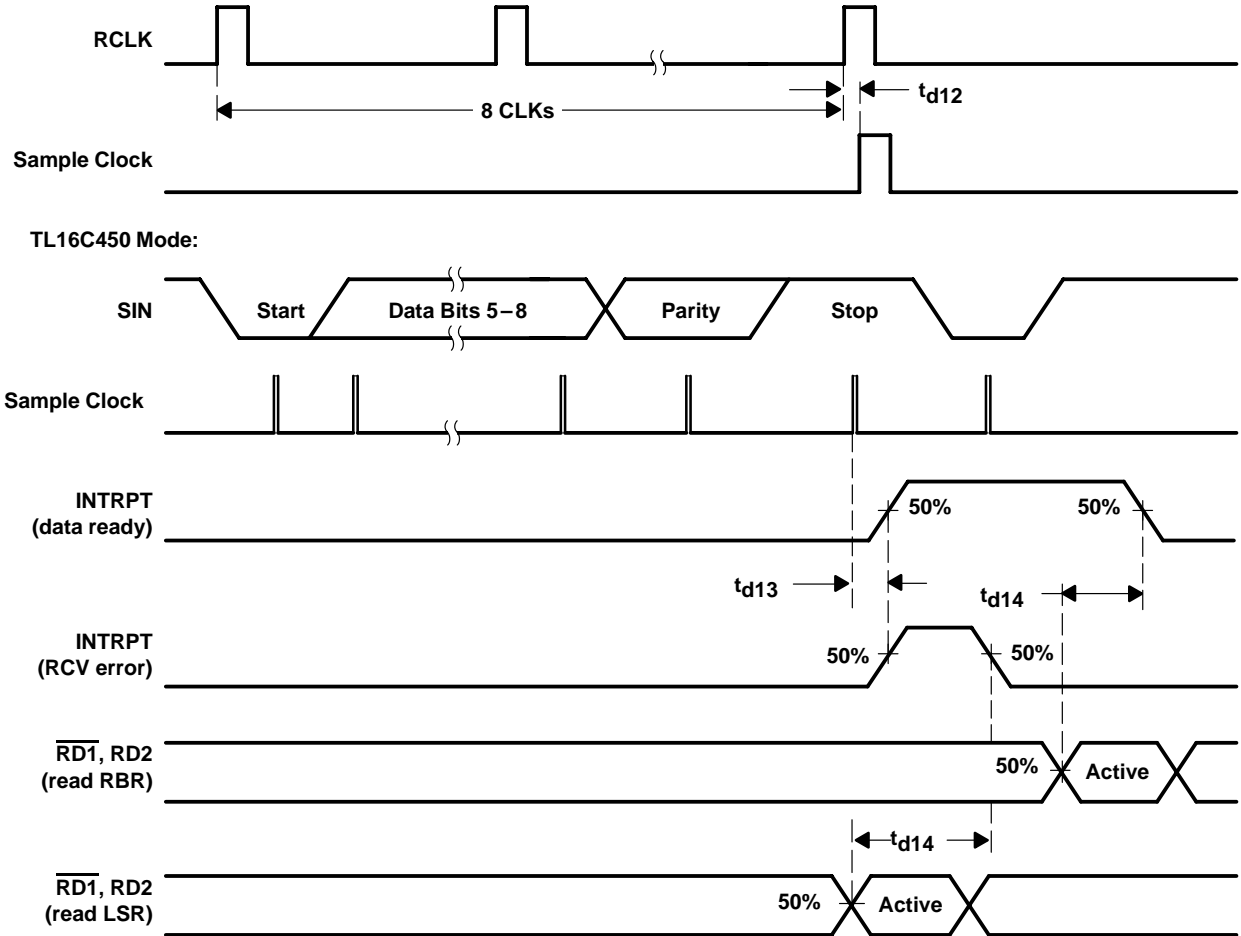 RCLK
td12
8 CLKs
Sample Clock
TL16C450 Mode:
SIN
Start
Data Bits 5–8
Parity
Stop
Sample Clock
INTRPT
(data ready)
50%
50%
td13
td14
INTRPT
(RCV error)
50%
50%
RD1, RD2
(read RBR)
50%
Active
td14
RD1, RD2
(read LSR)
50%
Active